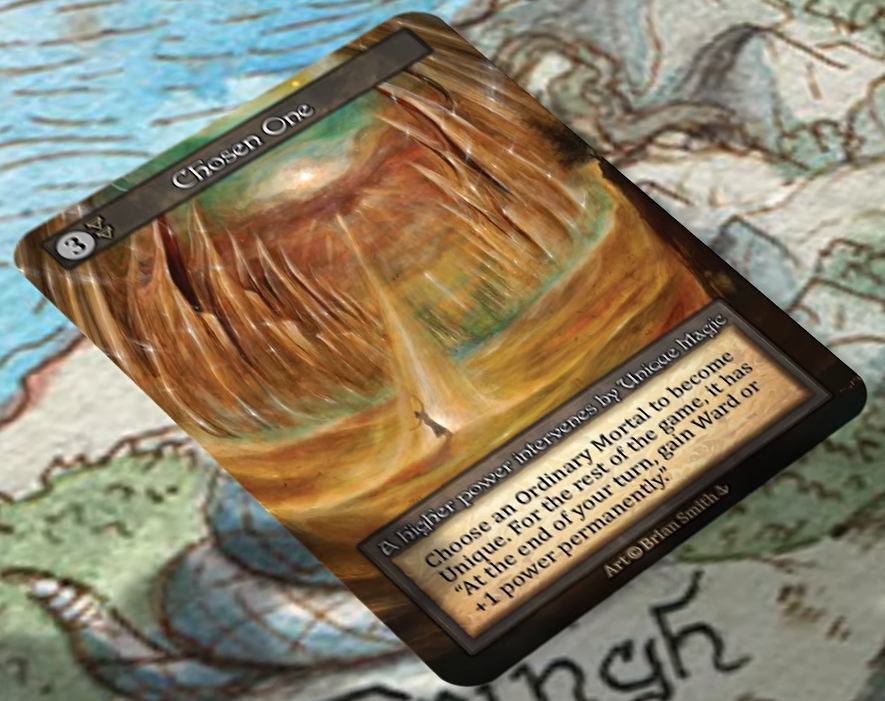 Chosen One
3
A higher power intervenes by Unique Magic
Choose an Ordinary Mortal to become
Unique. For the rest of the game, it has
“At the end of your turn, gain Ward or
+1 power permanently.”
Art © Brian Smith